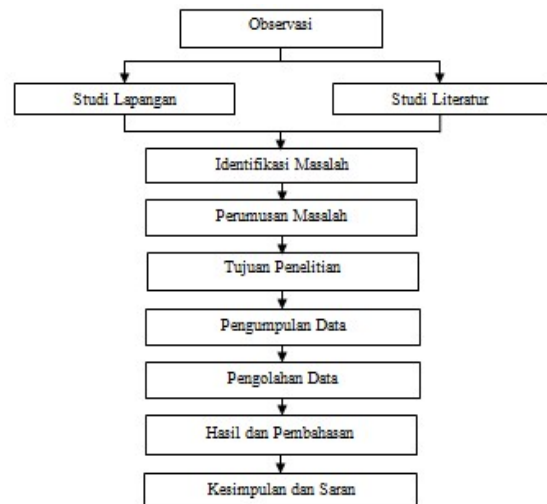 Observasi
Studi Lapangan
Studi Literatur
Identifikasi Masalah
Perumusan Masalah
Tujuan Penelitian
Pengumpulan Data
Pengolahan Data
Hasil dan Pembahasan
Kesimpulan dan Saran